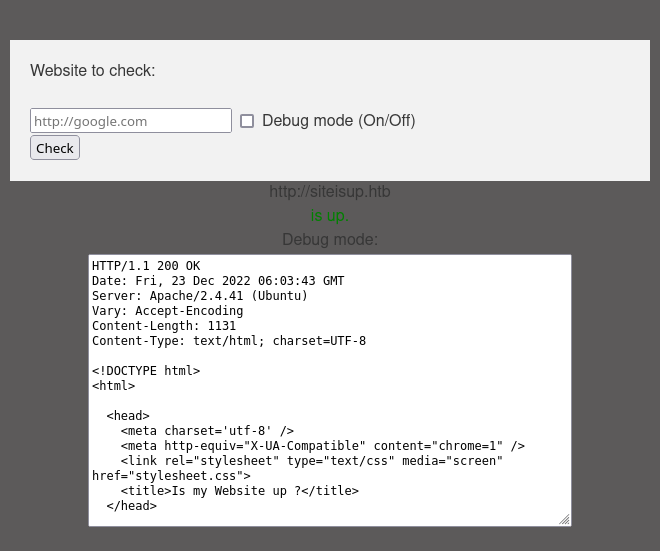 Website to check:
http://google.com
Debug mode (On/Off)
Check
http://siteisup.htb
is up.
Debug mode:
HTTP/1.1 200 OK
Date: Fri, 23 Dec 2022 06:03:43 GMT
Server: Apache/2.4.41 (Ubuntu)
Vary: Accept-Encoding
Content-Length: 1131
Content-Type: text/html; charset=UTF-8
<!DOCTYPE html>
<html>
<head>
<meta charset='utf-8' />
<meta http-equiv="X-UA-Compatible" content="chrome=1" />
<link rel="stylesheet" type="text/css" media="screen"
href="stylesheet.css">
<title>Is my Website up ?</title>
</head>